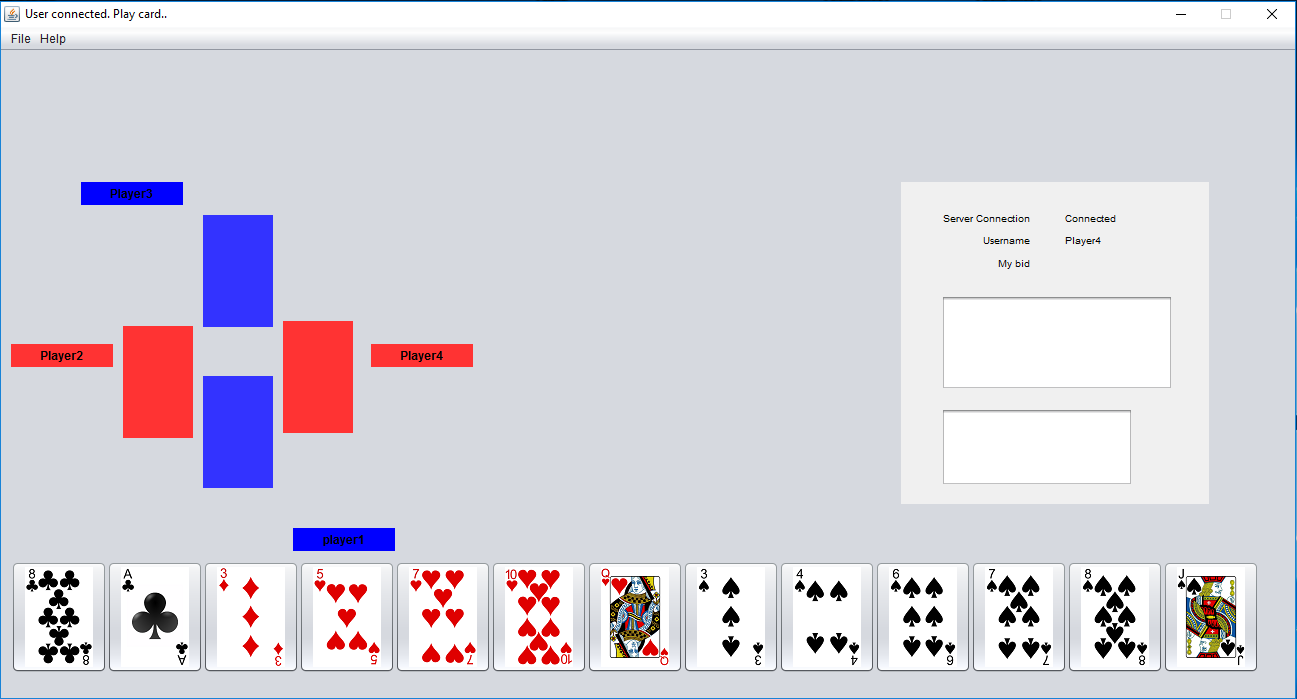 User connected. Play card..
File Help
Player3
Server Connection Connected
Username Player4
My bid
Player2
Player4
player1
8 A 3 5 7 10 Q 3 4 6 7 8 J
8 A 3 5 7 10 Q 3 4 6 7 8 J